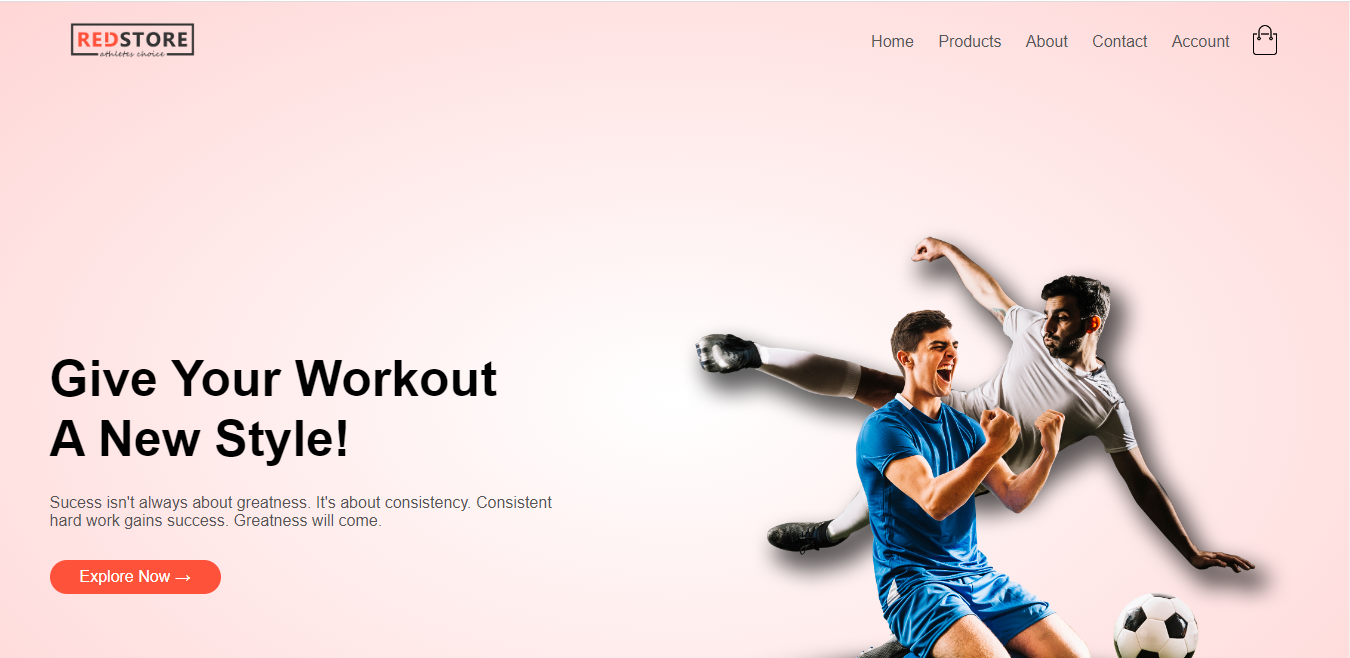 REDSTORE
athletes choice
Home Products About Contact Account
Give Your Workout
A New Style!
Sucess isn't always about greatness. It's about consistency. Consistent
hard work gains success. Greatness will come.
Explore Now →